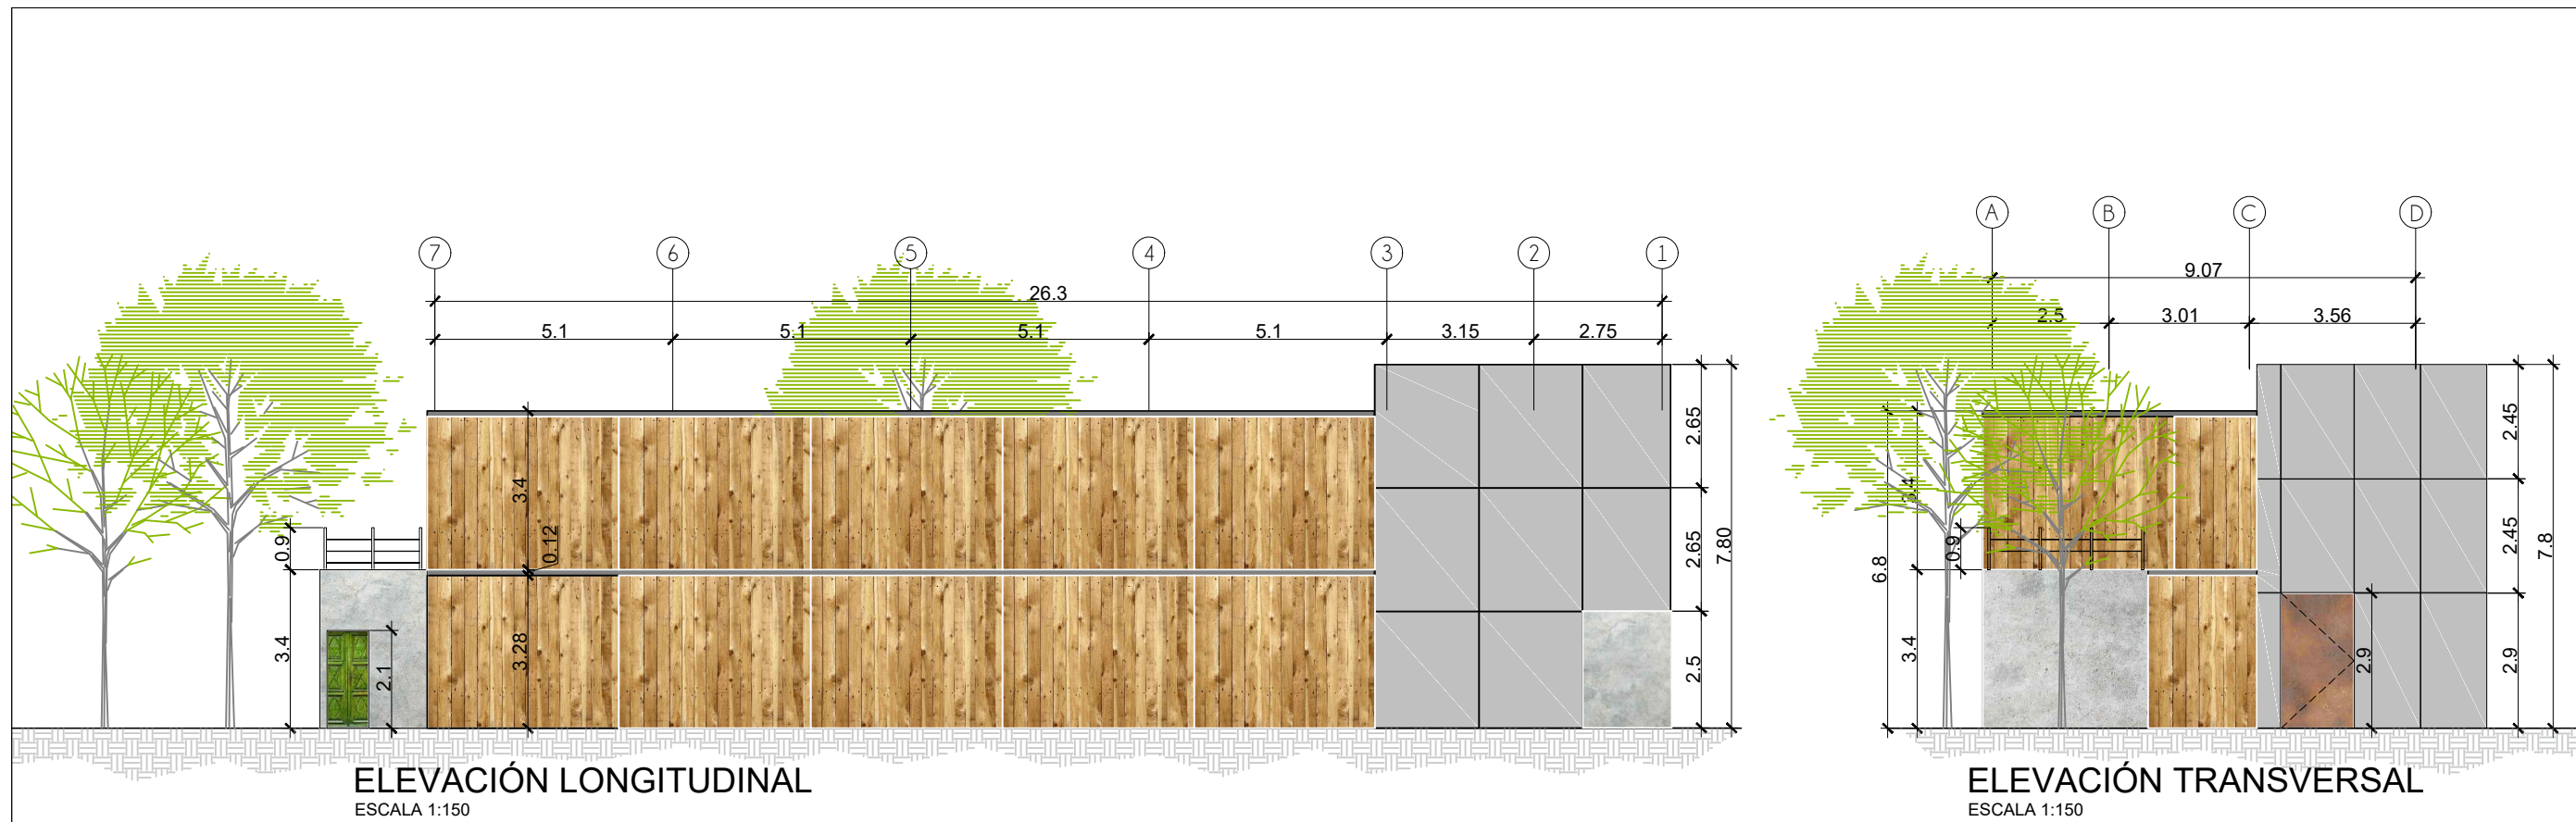 7 6 5 4 3 2 1
26.3
5.1 5.1 5.1 5.1 3.15 2.75
2.65
2.65
7.80
2.5
3.4
0.12
3.28
0.9
3.4
2.1
ELEVACIÓN LONGITUDINAL
ESCALA 1:150
A B C D
9.07
2.5 3.01 3.56
2.45
2.45
7.8
2.9
2.9
6.8
3.4
0.9
3.4
ELEVACIÓN TRANSVERSAL
ESCALA 1:150